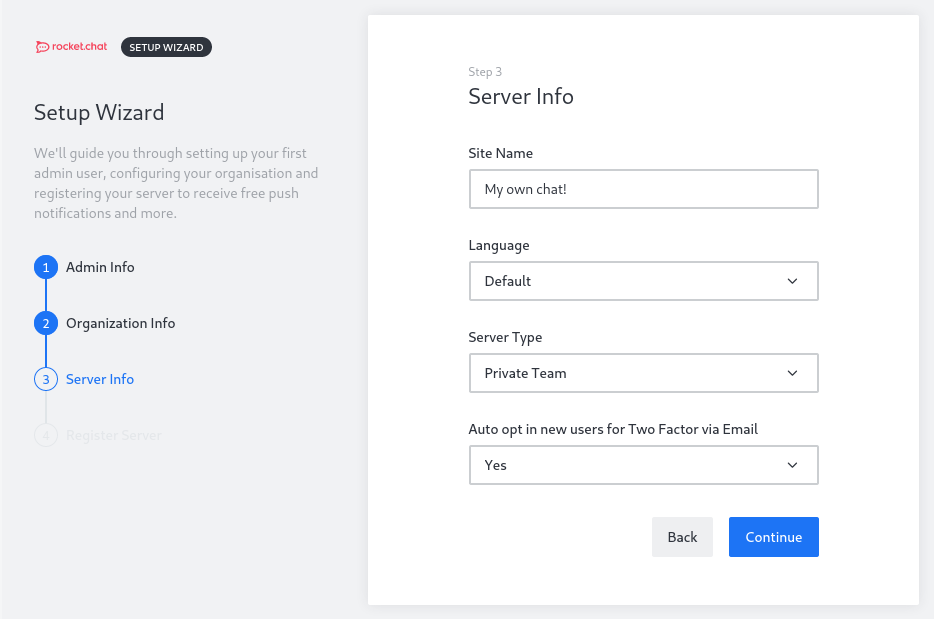 rocket.chat SETUP WIZARD
Setup Wizard
We'll guide you through setting up your first
admin user, configuring your organisation and
registering your server to receive free push
notifications and more.
1 Admin Info
2 Organization Info
3 Server Info
4 Register Server
Step 3
Server Info
Site Name
My own chat!
Language
Default
Server Type
Private Team
Auto opt in new users for Two Factor via Email
Yes
Back Continue